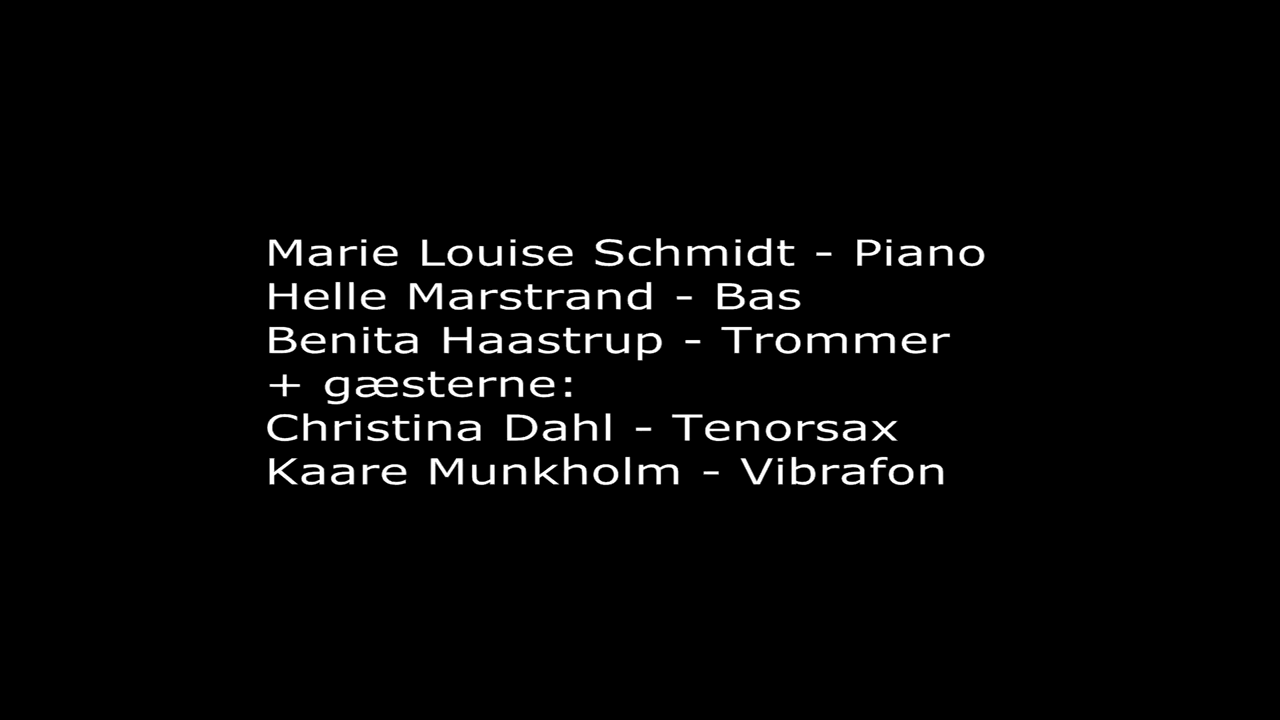 Marie Louise Schmidt - Piano
Helle Marstrand - Bas
Benita Haastrup - Trommer
+ gæsterne:
Christina Dahl - Tenorsax
Kaare Munkholm - Vibrafon